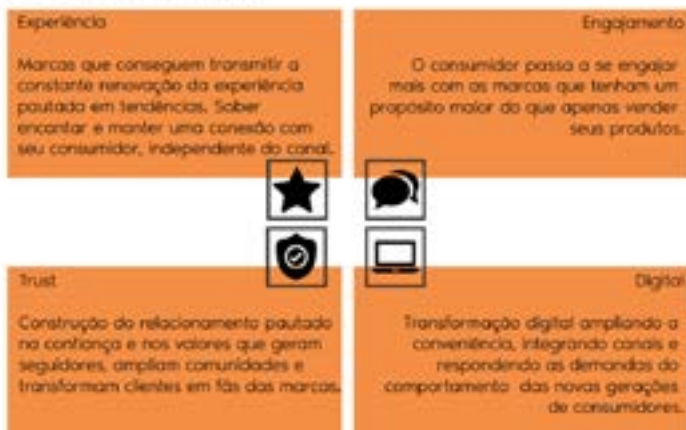 Experiência
Marcas que conseguem transmitir a
constante renovação da experiência
pautada em tendências. Saber
encantar e manter uma conexão com
seu consumidor, independente do canal.
Engajamento
O consumidor passa a se engajar
mais com as marcas que tenham um
propósito maior do que apenas vender
seus produtos.
Trust
Construção do relacionamento pautado
na confiança e nos valores que geram
seguidores, ampliam comunidades e
transformam clientes em fãs das marcas.
Digital
Transformação digital ampliando a
conveniência, integrando canais e
respondendo as demandas do
comportamento das novas gerações
de consumidores.